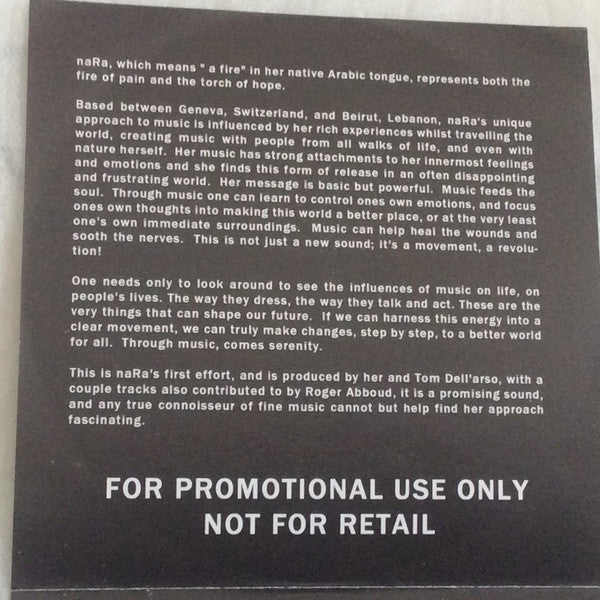 naRa, which means " a fire" in her native Arabic tongue, represents both the
fire of pain and the torch of hope.
Based between Geneva, Switzerland, and Beirut, Lebanon, naRa's unique
approach to music is influenced by her rich experiences whilst travelling the
world, creating music with people from all walks of life, and even with
nature herself. Her music has strong attachments to her innermost feelings
and emotions and she finds this form of release in an often disappointing
and frustrating world. Her message is basic but powerful. Music feeds the
soul. Through music one can learn to control ones own emotions, and focus
ones own thoughts into making this world a better place, or at the very least
one's own immediate surroundings. Music can help heal the wounds and
sooth the nerves. This is not just a new sound; it's a movement, a revolu-
tion!
One needs only to look around to see the influences of music on life, on
people's lives. The way they dress, the way they talk and act. These are the
very things that can shape our future. If we can harness this energy into a
clear movement, we can truly make changes, step by step, to a better world
for all. Through music, comes serenity.
This is naRa's first effort, and is produced by her and Tom Dell'arso, with a
couple tracks also contributed to by Roger Abboud, it is a promising sound,
and any true connoisseur of fine music cannot but help find her approach
fascinating.
FOR PROMOTIONAL USE ONLY
NOT FOR RETAIL